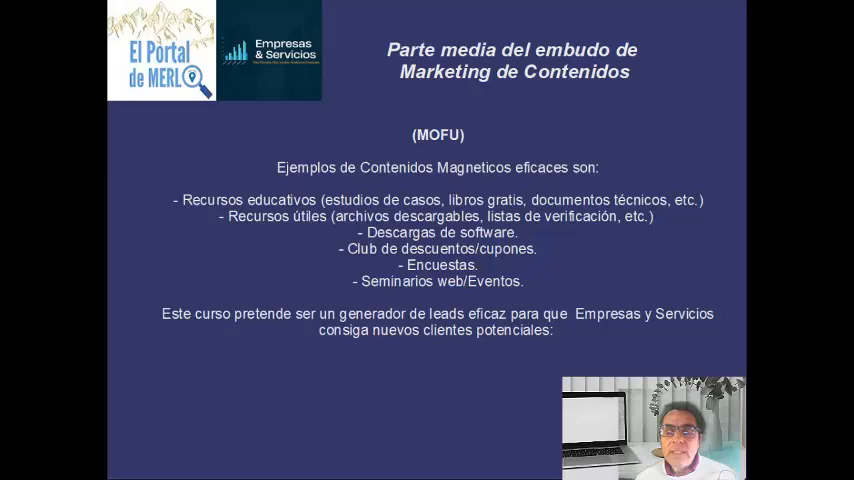 El Portal
de MERLO
Empresas
& Servicios
Parte media del embudo de
Marketing de Contenidos
(MOFU)
Ejemplos de Contenidos Magneticos eficaces son:
- Recursos educativos (estudios de casos, libros gratis, documentos técnicos, etc.)
- Recursos útiles (archivos descargables, listas de verificación, etc.)
- Descargas de software.
- Club de descuentos/cupones.
- Encuestas.
- Seminarios web/Eventos.
Este curso pretende ser un generador de leads eficaz para que Empresas y Servicios
consiga nuevos clientes potenciales: